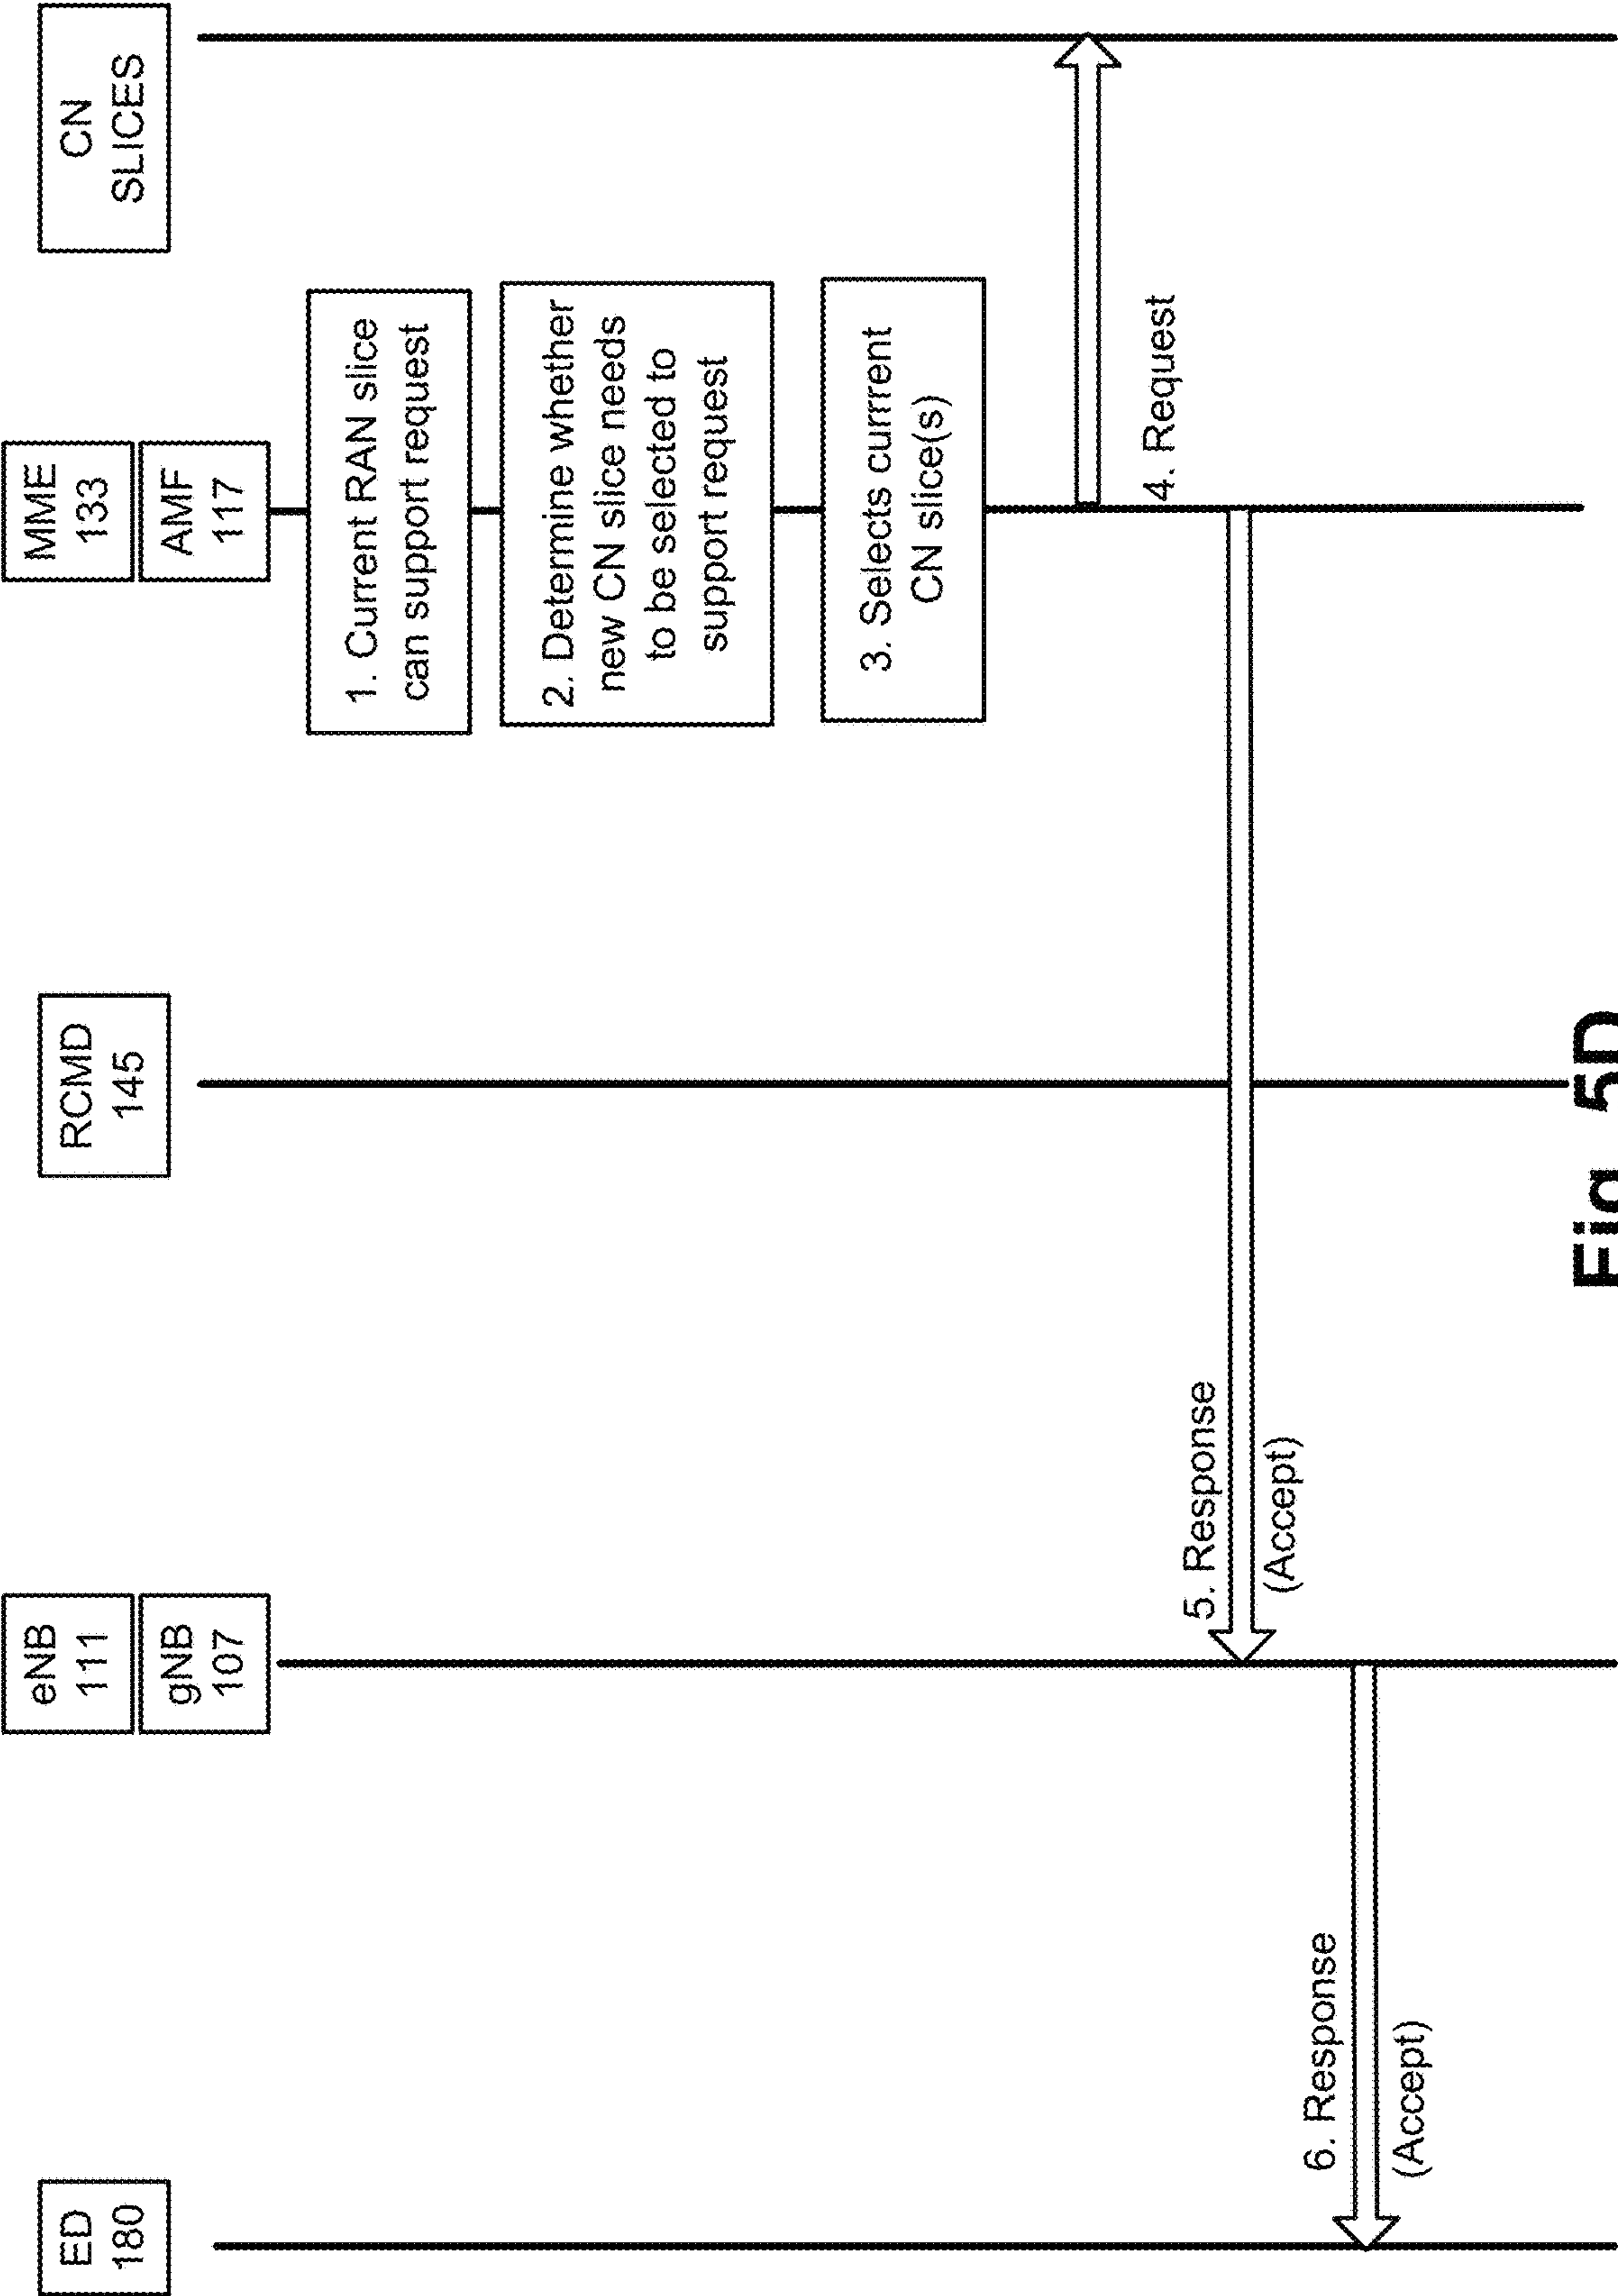 ED
180
eNB
111
gNB
107
RCMD
145
MME
133
AMF
117
CN
SLICES
1. Current RAN slice
can support request
2. Determine whether
new CN slice needs
to be selected to
support request
3. Selects currrent
CN slice(s)
4. Request
5. Response
(Accept)
6. Response
(Accept)
Fig. 5D